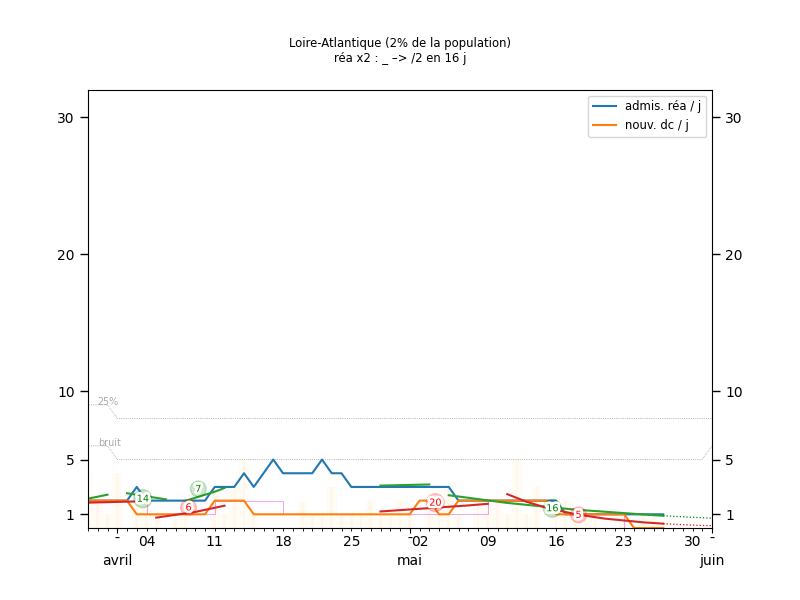 Loire-Atlantique (2% de la population)
réa x2 : _ –> /2 en 16 j
admis. réa / j
nouv. dc / j
30 30
20 20
10 10
25%
bruit
5 5
7
14
6
20
16
5
1 1
- 04 11 18 25 - 02 09 16 23 30 -
avril mai juin